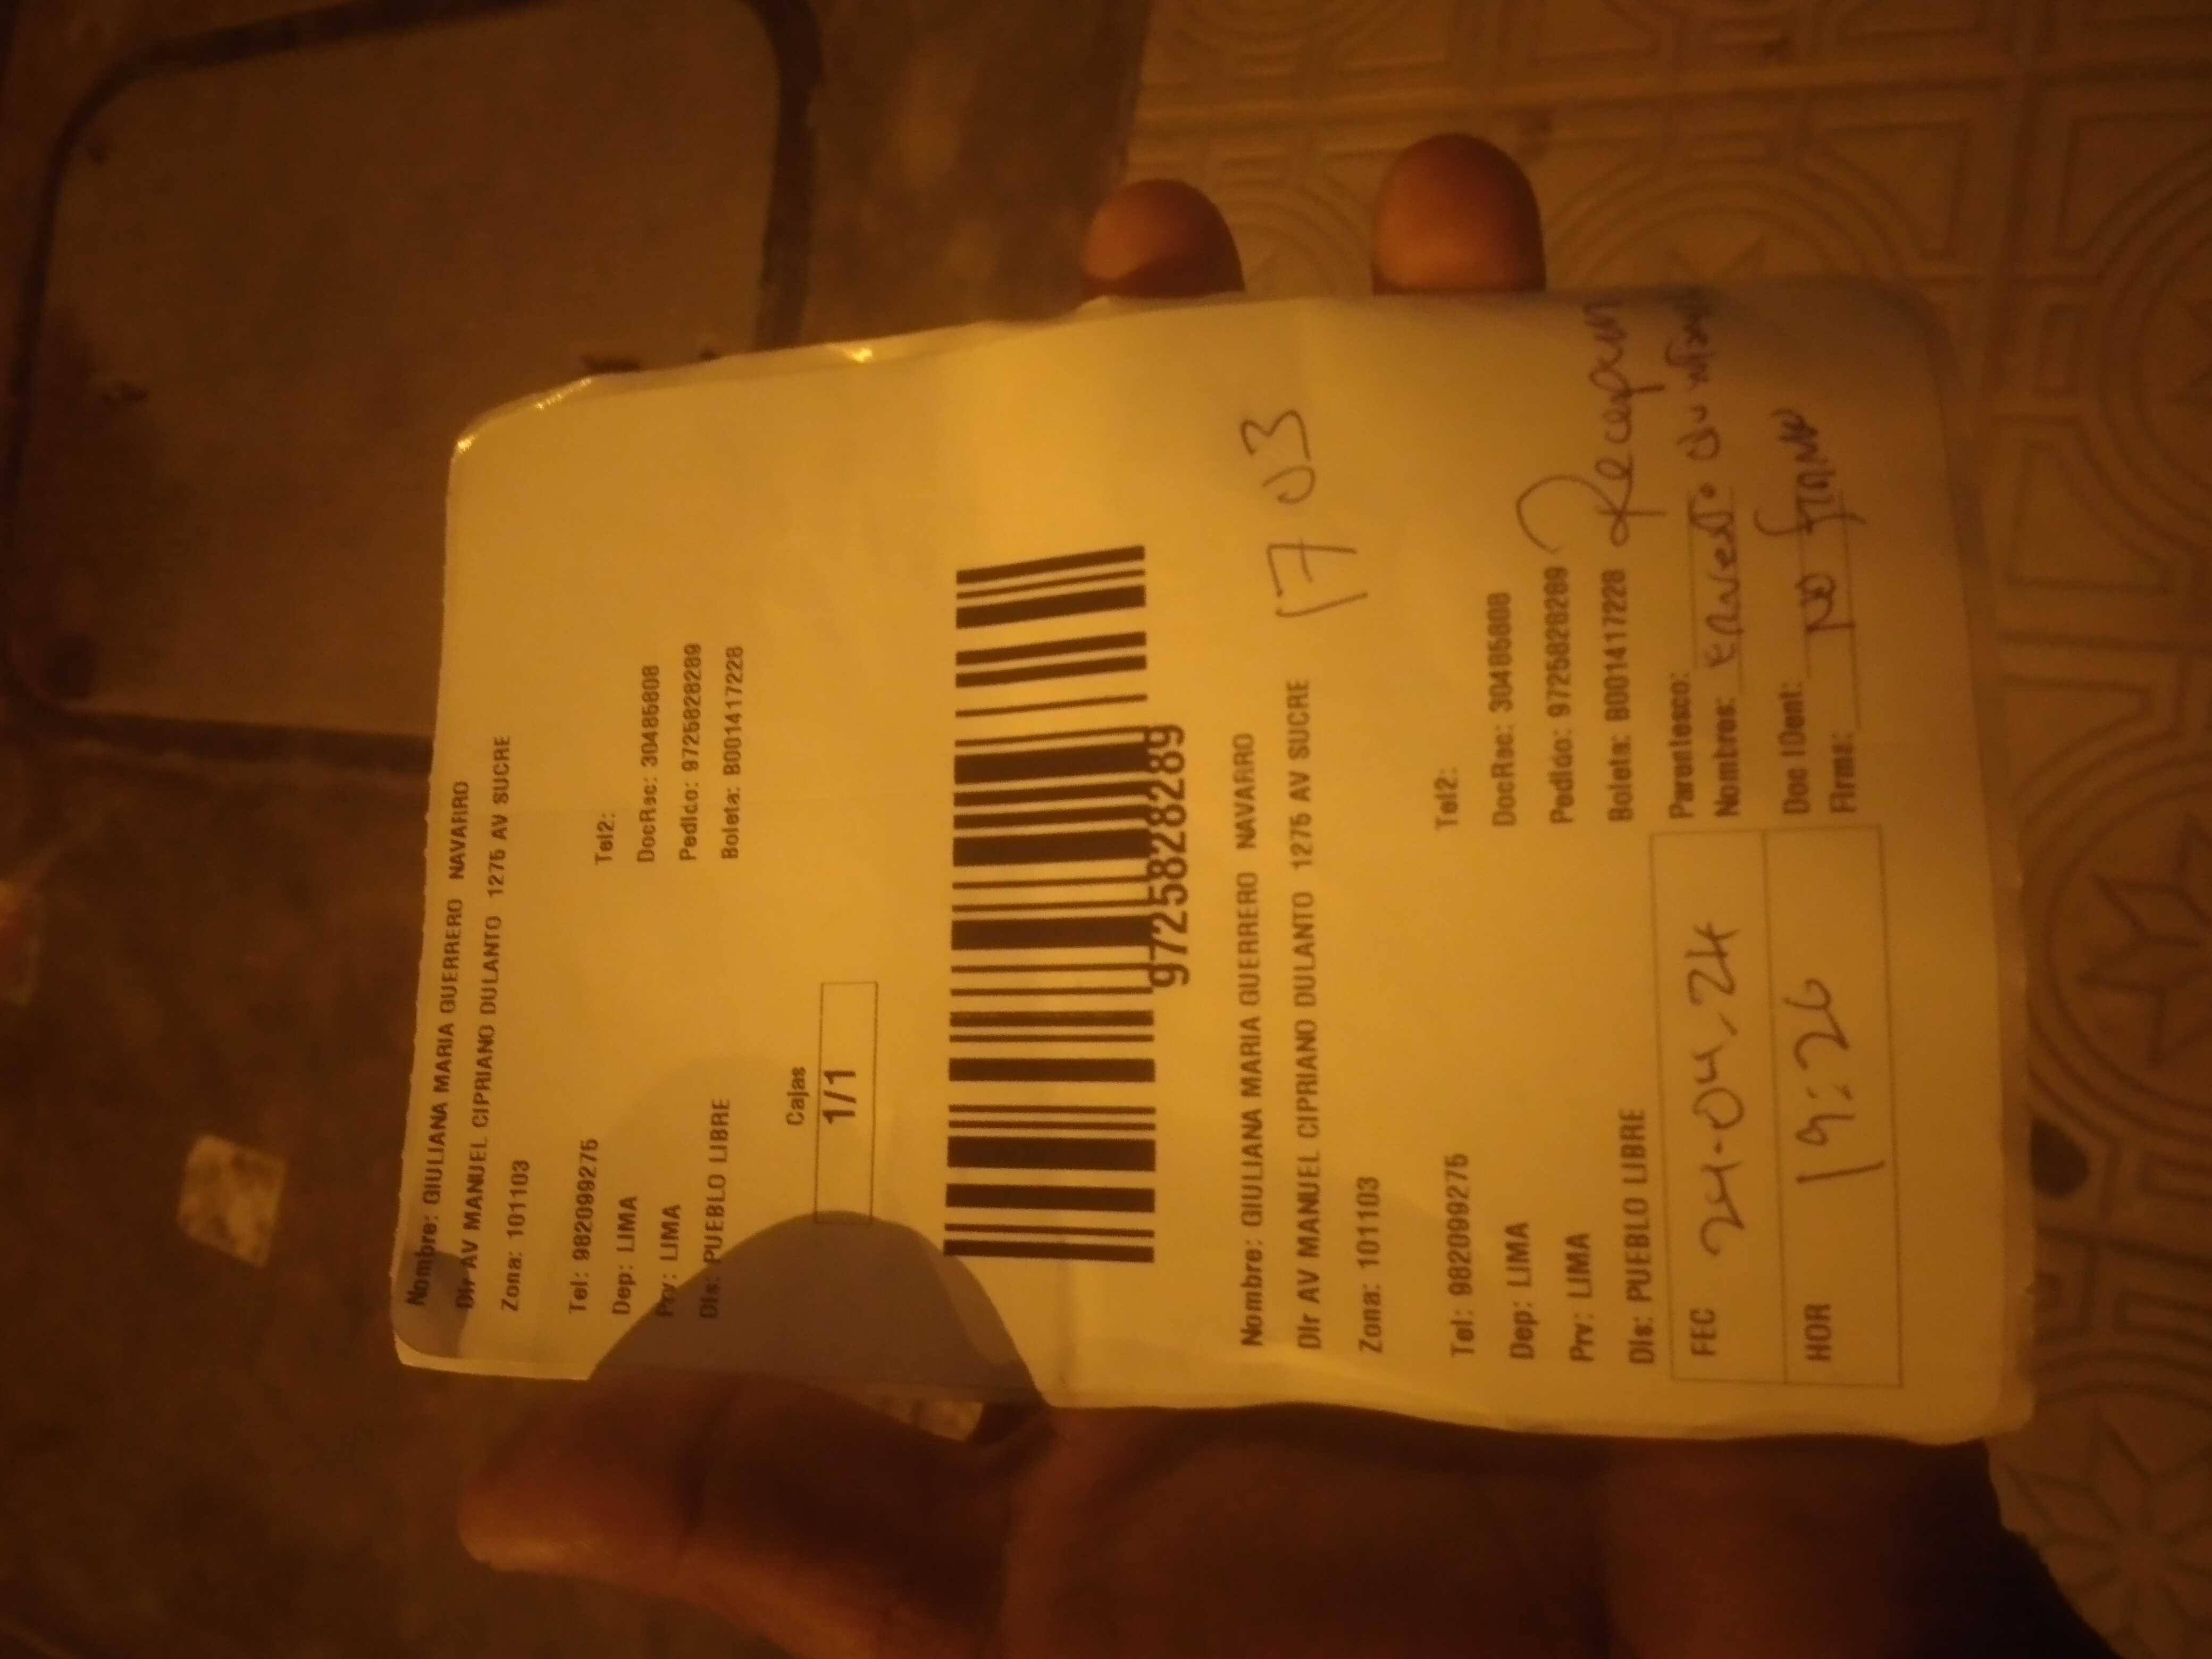 Nombre: GIULIANA MARIA GUERRERO NAVARRO
Dir AV MANUEL CIPRIANO DULANTO 1275 AV SUCRE
Zona: 101103
Tel: 982099275 Tel2:
Dep: LIMA DocRac: 30485808
Prv: LIMA Pedido: 9725828289
Dis: PUEBLO LIBRE Boleta: B001417228
Cajas
1/1
9725828289
Nombre: GIULIANA MARIA GUERRERO NAVARRO
Dir AV MANUEL CIPRIANO DULANTO 1275 AV SUCRE
1703
Zona: 101103
Tel: 982099275 Tel2:
Dep: LIMA DocRac: 30485808
Prv: LIMA Pedido: 9725828289
Dis: PUEBLO LIBRE Boleta: B001417228
FEC 24-04-24 Parentesco:
Nombres: Ernesto
HOR 19:26 Doc IDent:
Firma: NO FIRMA